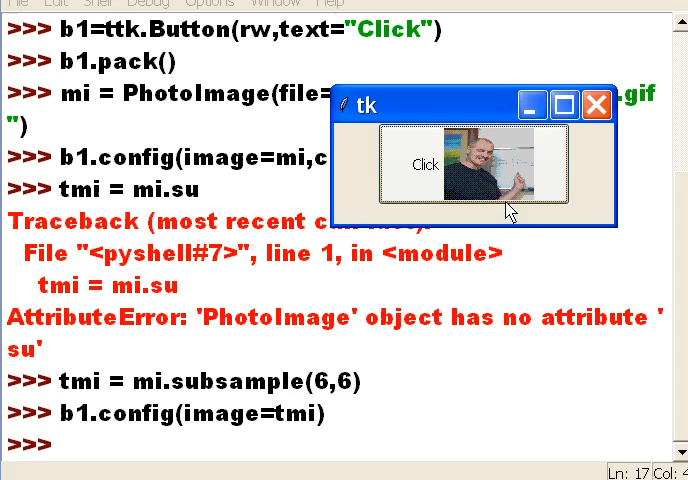 File Edit Shell Debug Options Window Help
>>> b1=ttk.Button(rw,text="Click")
>>> b1.pack()
>>> mi = PhotoImage(file= .gif
")
tk
>>> b1.config(image=mi,c
Click
>>> tmi = mi.su
Traceback (most recent call last):
File "<pyshell#7>", line 1, in <module>
tmi = mi.su
AttributeError: 'PhotoImage' object has no attribute '
su'
>>> tmi = mi.subsample(6,6)
>>> b1.config(image=tmi)
>>>
Ln: 17 Col: 4